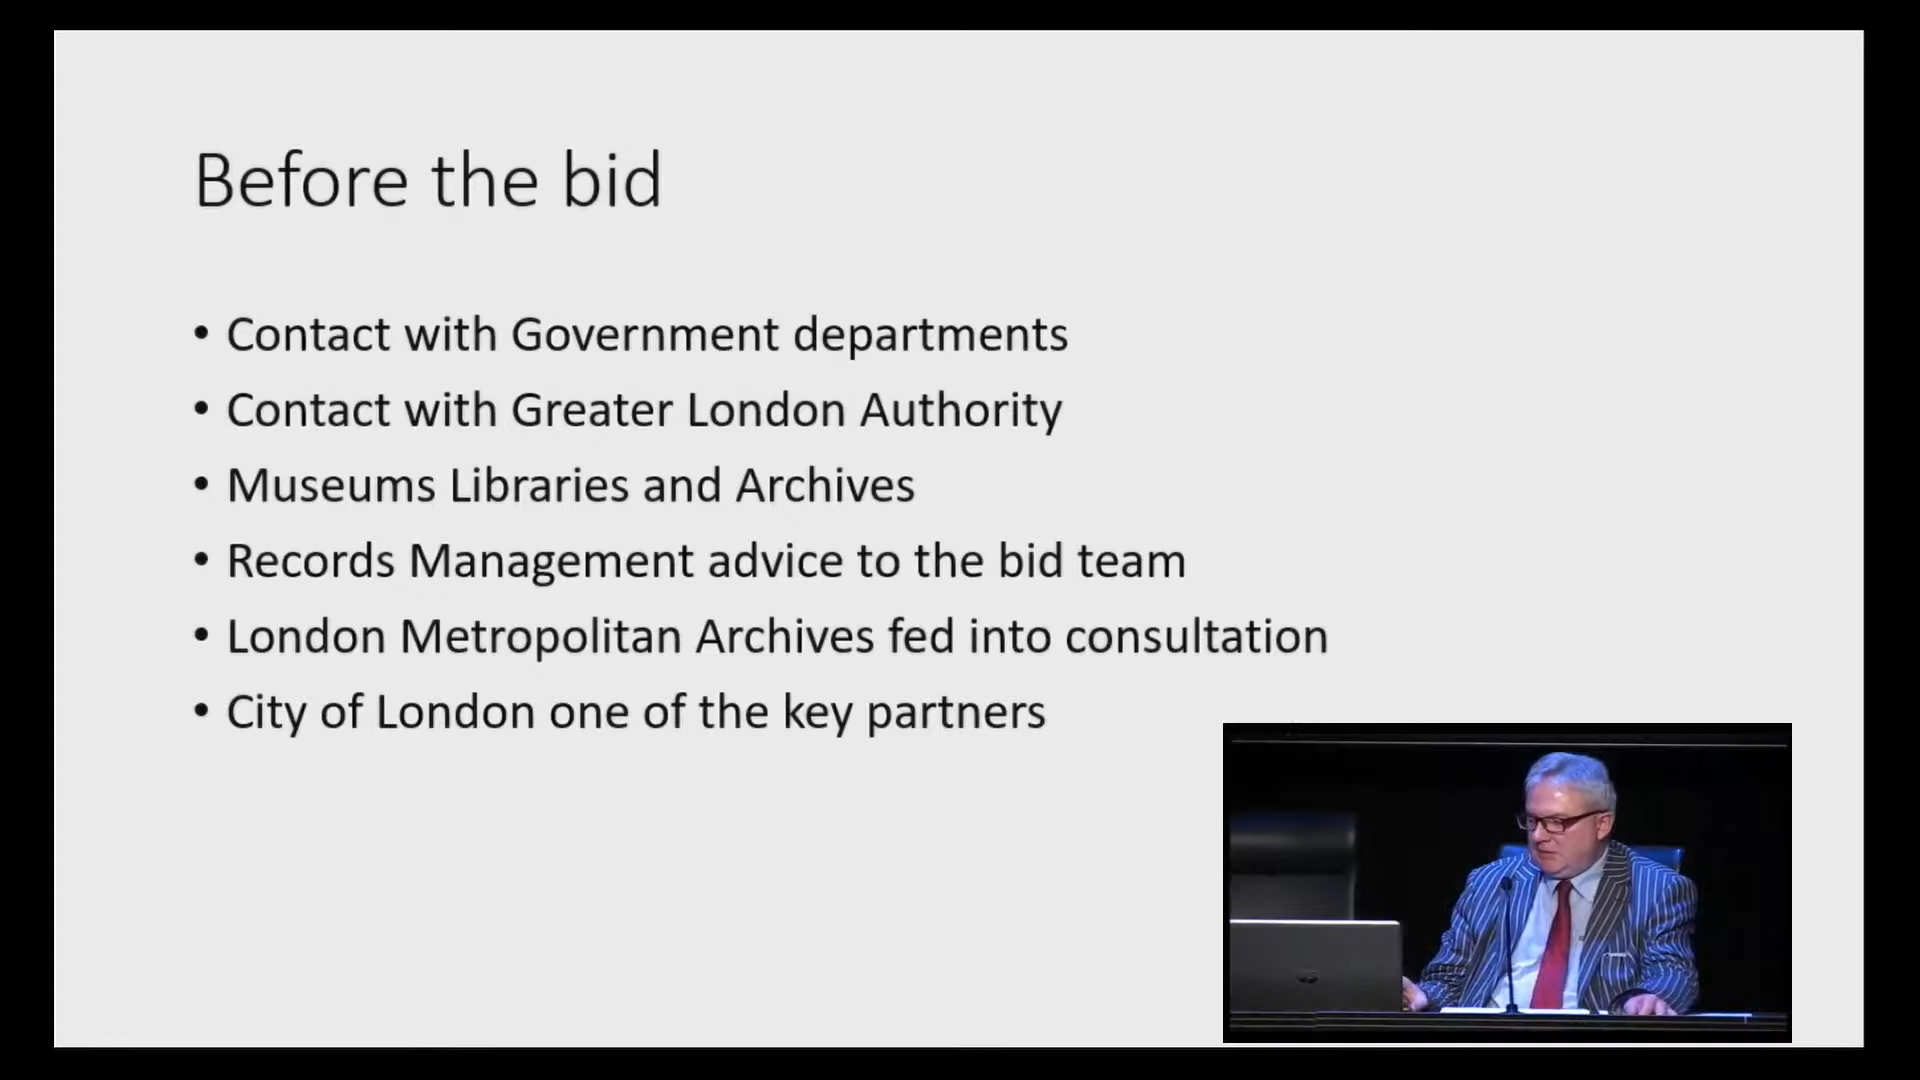 Before the bid
• Contact with Government departments
• Contact with Greater London Authority
• Museums Libraries and Archives
• Records Management advice to the bid team
• London Metropolitan Archives fed into consultation
• City of London one of the key partners